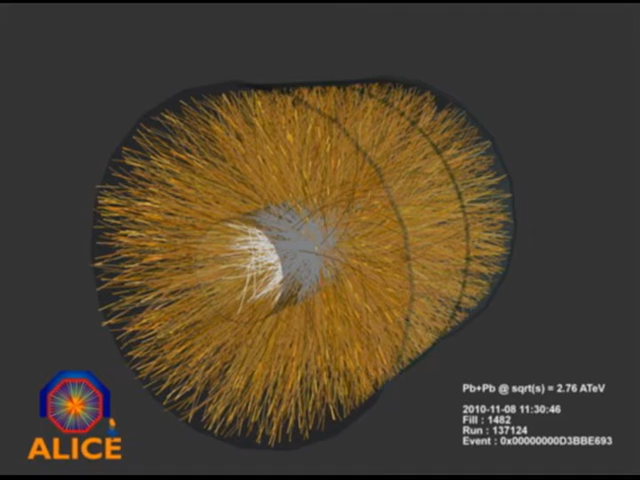 Pb+Pb @ sqrt(s) = 2.76 ATeV
2010-11-08 11:30:46
Fill : 1482
Run : 137124
Event : 0x00000000D3BBE693
ALICE